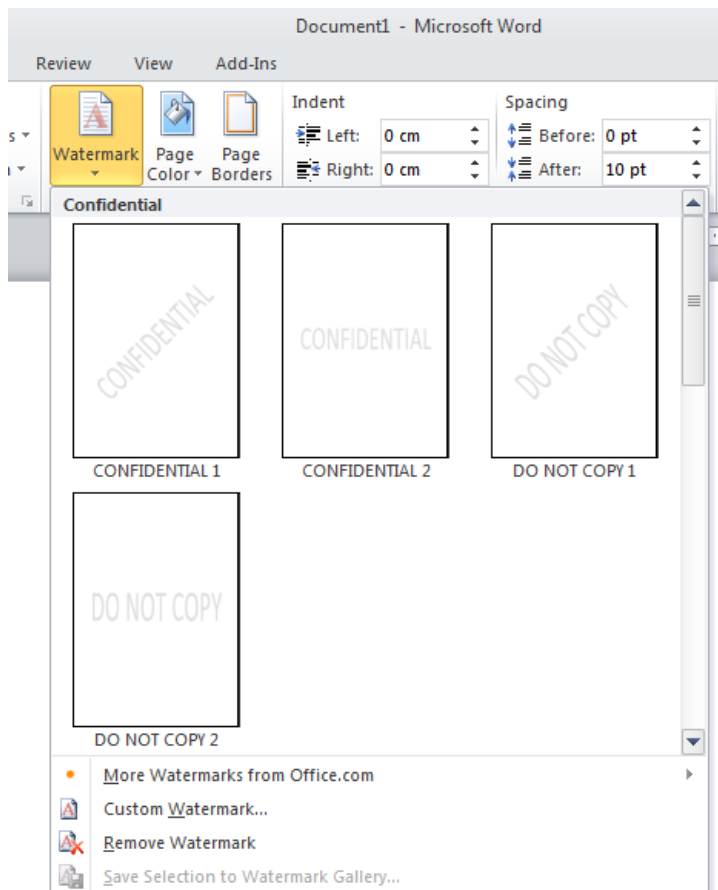 Document1 - Microsoft Word
Review View Add-Ins
Indent Spacing
s Left: 0 cm Before: 0 pt
Watermark Page Page
Color Borders Right: 0 cm After: 10 pt
Confidential
CONFIDENTIAL CONFIDENTIAL DO NOT COPY
CONFIDENTIAL 1 CONFIDENTIAL 2 DO NOT COPY 1
DO NOT COPY
DO NOT COPY 2
More Watermarks from Office.com
Custom Watermark...
Remove Watermark
Save Selection to Watermark Gallery...